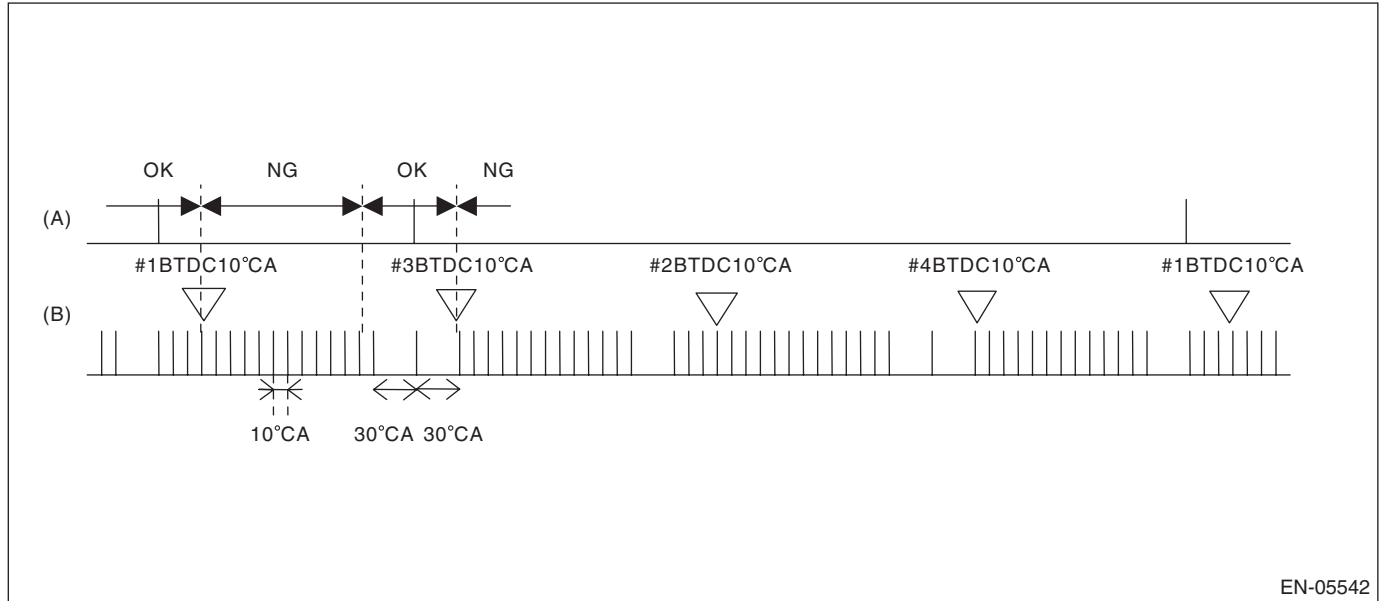 OK NG OK NG
(A)
#1BTDC10°CA #3BTDC10°CA #2BTDC10°CA #4BTDC10°CA #1BTDC10°CA
(B)
10°CA 30°CA 30°CA
EN-05542